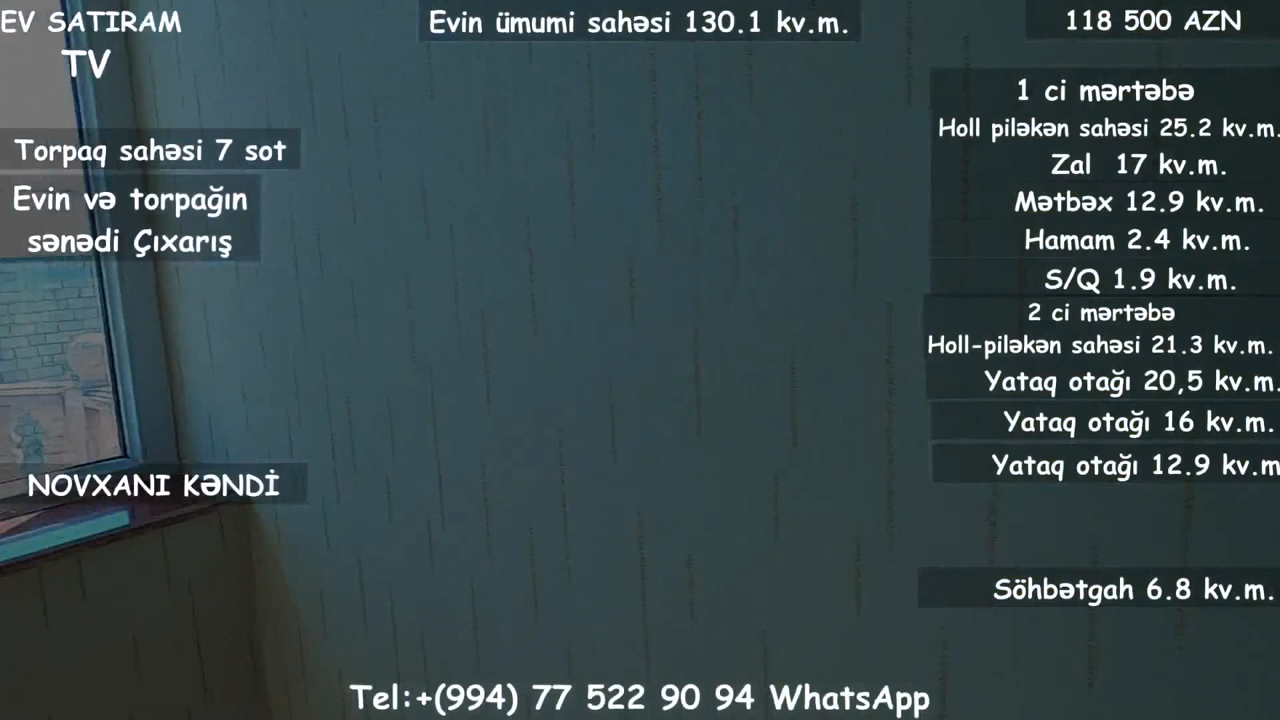 EV SATIRAM
TV
Evin ümumi sahəsi 130.1 kv.m.
118 500 AZN
Torpaq sahəsi 7 sot
Evin və torpağın
sənədi Çıxarış
NOVXANI KƏNDİ
1 ci mərtəbə
Holl piləkən sahəsi 25.2 kv.m.
Zal 17 kv.m.
Mətbəx 12.9 kv.m.
Hamam 2.4 kv.m.
S/Q 1.9 kv.m.
2 ci mərtəbə
Holl-piləkən sahəsi 21.3 kv.m.
Yataq otağı 20,5 kv.m.
Yataq otağı 16 kv.m.
Yataq otağı 12.9 kv.m
Söhbətgah 6.8 kv.m.
Tel:+(994) 77 522 90 94 WhatsApp